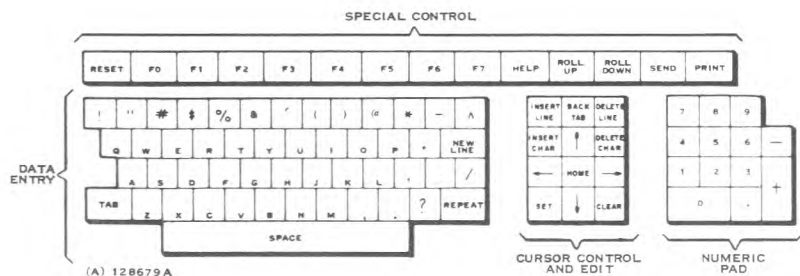 SPECIAL CONTROL
RESET F0 F1 F2 F3 F4 F5 F6 F7 HELP ROLL UP ROLL DOWN SEND PRINT
! " # $ % & ´ ( ) @ * — ∧
Q W E R T Y U I O P + NEW LINE
A S D F G H J K L /
TAB Z X C V B N M , . ? REPEAT
SPACE
DATA ENTRY
INSERT LINE BACK TAB DELETE LINE
INSERT CHAR ↑ DELETE CHAR
← HOME →
SET ↓ CLEAR
CURSOR CONTROL AND EDIT
7 8 9
4 5 6 —
1 2 3 +
0 .
NUMERIC PAD
(A) 128679A